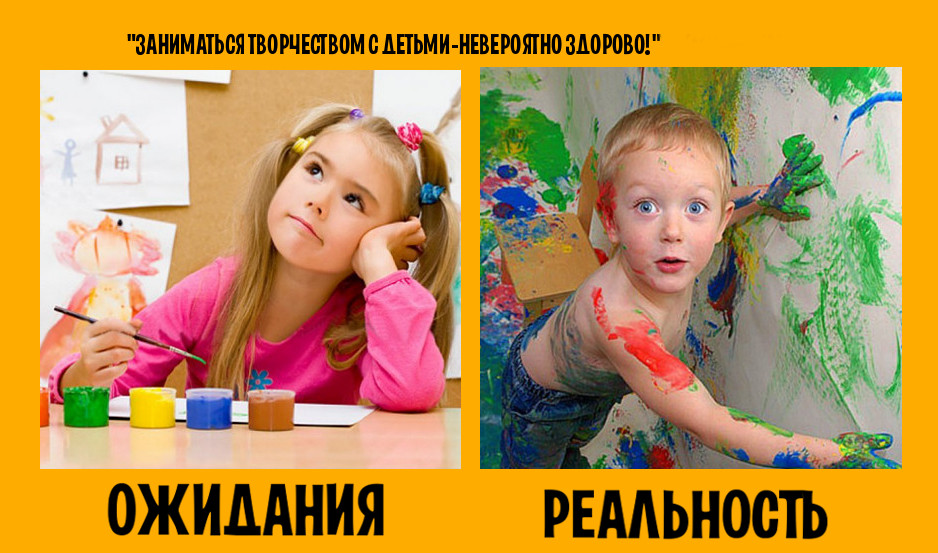 "ЗАНИМАТЬСЯ ТВОРЧЕСТВОМ С ДЕТЬМИ-НЕВЕРОЯТНО ЗДОРОВО!"
ОЖИДАНИЯ
РЕАЛЬНОСТЬ